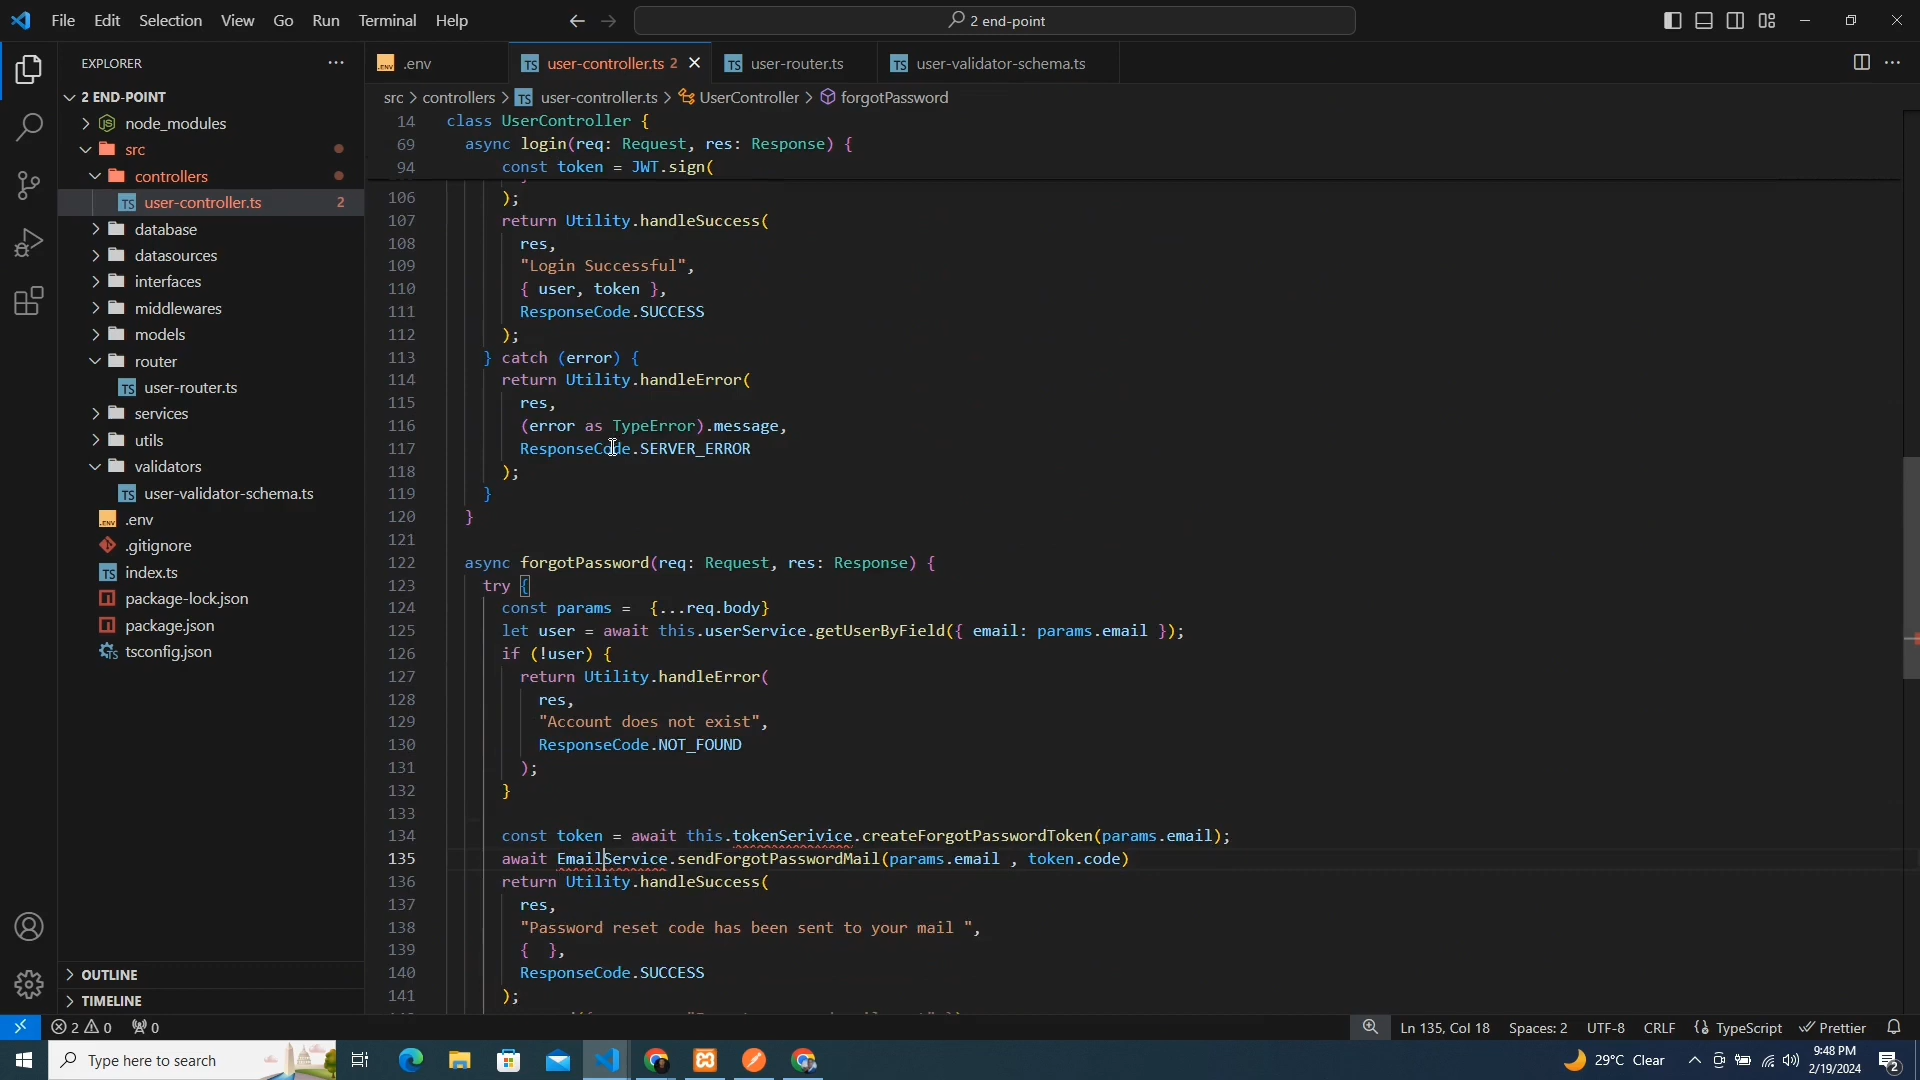 File Edit Selection View Go Run Terminal Help
2 end-point
EXPLORER
2 END-POINT
node_modules
src
controllers
TS user-controller.ts 2
database
datasources
interfaces
middlewares
models
router
TS user-router.ts
services
utils
validators
TS user-validator-schema.ts
.env
.gitignore
TS index.ts
package-lock.json
package.json
tsconfig.json
OUTLINE
TIMELINE
.env
TS user-controller.ts 2
TS user-router.ts
TS user-validator-schema.ts
src > controllers > TS user-controller.ts > UserController > forgotPassword
14 class UserController {
69 async login(req: Request, res: Response) {
94 const token = JWT.sign(
106 );
107 return Utility.handleSuccess(
108 res,
109 "Login Successful",
110 { user, token },
111 ResponseCode.SUCCESS
112 );
113 } catch (error) {
114 return Utility.handleError(
115 res,
116 (error as TypeError).message,
117 ResponseCode.SERVER_ERROR
118 );
119 }
120 }
121
122 async forgotPassword(req: Request, res: Response) {
123 try {
124 const params =  {...req.body}
125 let user = await this.userService.getUserByField({ email: params.email });
126 if (!user) {
127 return Utility.handleError(
128 res,
129 "Account does not exist",
130 ResponseCode.NOT_FOUND
131 );
132 }
133
134 const token = await this.tokenSerivice.createForgotPasswordToken(params.email);
135 await EmailService.sendForgotPasswordMail(params.email , token.code)
136 return Utility.handleSuccess(
137 res,
138 "Password reset code has been sent to your mail ",
139 {  },
140 ResponseCode.SUCCESS
141 );
2 0 0
Ln 135, Col 18 Spaces: 2 UTF-8 CRLF {} TypeScript Prettier
Type here to search
29°C Clear
9:48 PM
2/19/2024
2